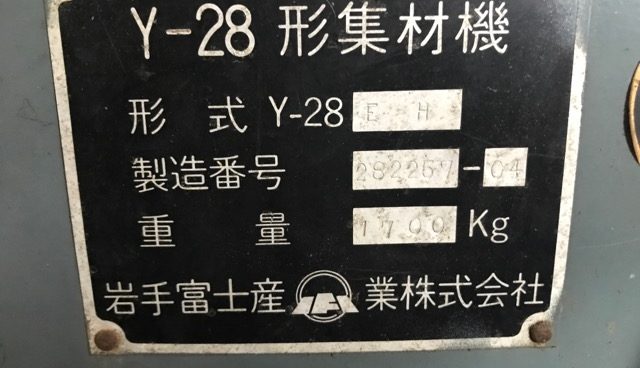 Y-28 形集材機
形 式 Y-28 E H
製造番号 282257-04
重 量 1700 Kg
岩手富士産業株式会社